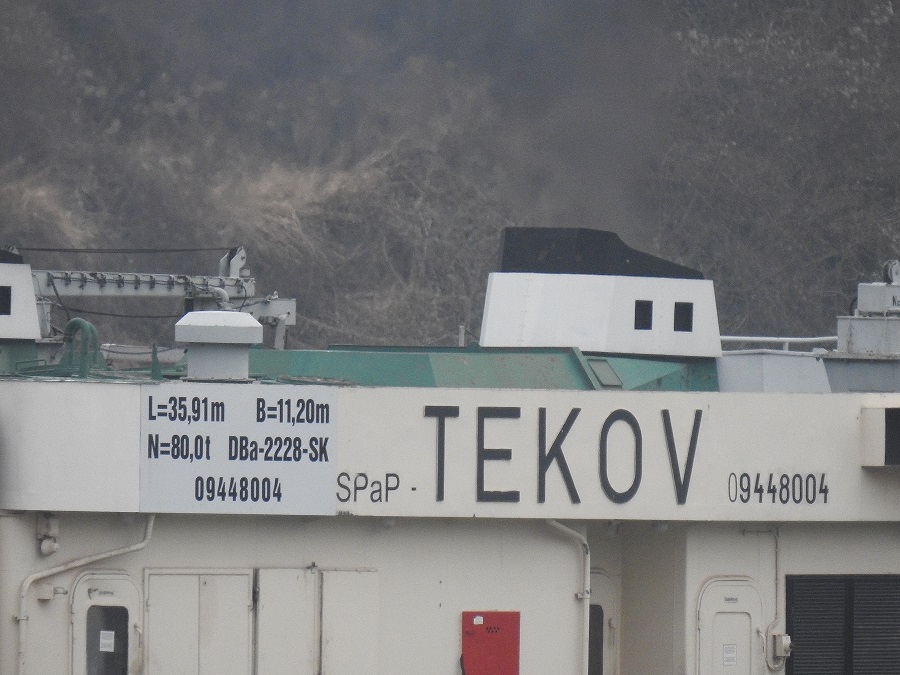 L=35,91m B=11,20m
N=80,0t DBa-2228-SK
09448004
SPaP - TEKOV 09448004